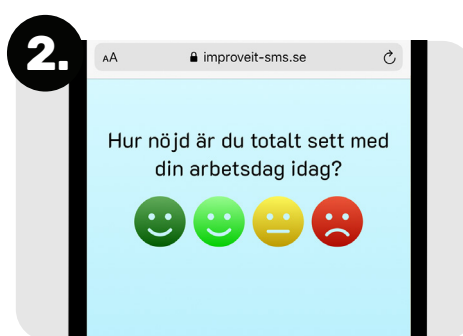 2.
AA improveit-sms.se
Hur nöjd är du totalt sett med
din arbetsdag idag?